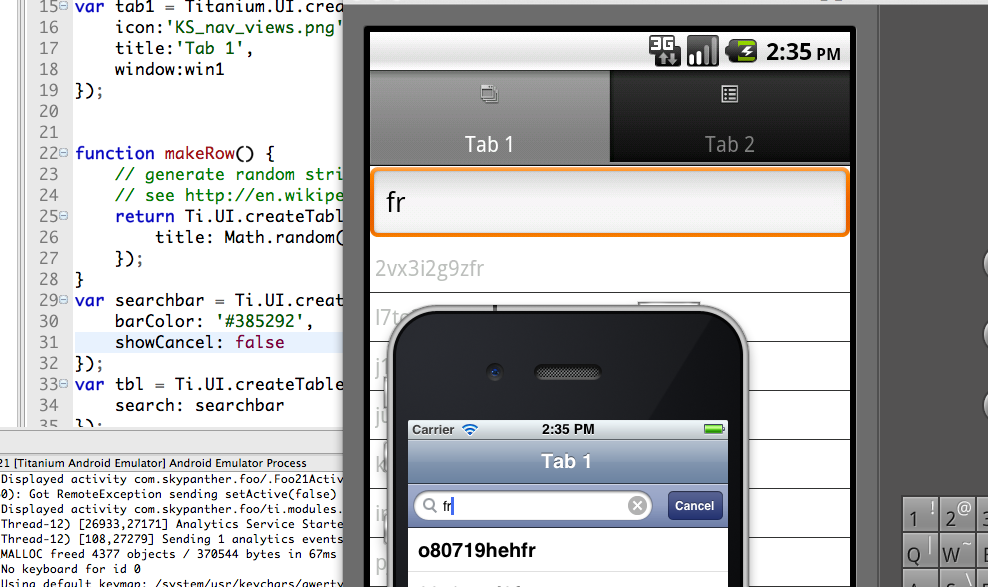 15 var tab1 = Titanium.UI.crea
16 icon:'KS_nav_views.png'
17 title:'Tab 1',
18 window:win1
19 });
20
21
22 function makeRow() {
23 // generate random stri
24 // see http://en.wikipe
25 return Ti.UI.createTabl
26 title: Math.random(
27 });
28 }
29 var searchbar = Ti.UI.creat
30 barColor: '#385292',
31 showCancel: false
32 });
33 var tbl = Ti.UI.createTable
34 search: searchbar
35 });
21 [Titanium Android Emulator] Android Emulator Process
Displayed activity com.skypanther.foo/.Foo21Activ
0): Got RemoteException sending setActive(false)
Displayed activity com.skypanther.foo/ti.modules.
Thread-12) [26933,27171] Analytics Service Starte
Thread-12) [108,27279] Sending 1 analytics events
MALLOC freed 4377 objects / 370544 bytes in 67ms
No keyboard for id 0
Using default keymap: /system/usr/keychars/qwerty
3G 2:35 PM
Tab 1 Tab 2
fr
2vx3i2g9zfr
l7t
j1
ju
k
ir
p
Carrier 2:35 PM
Tab 1
fr Cancel
o80719hehfr
1 ! 2 @
Q | W ~